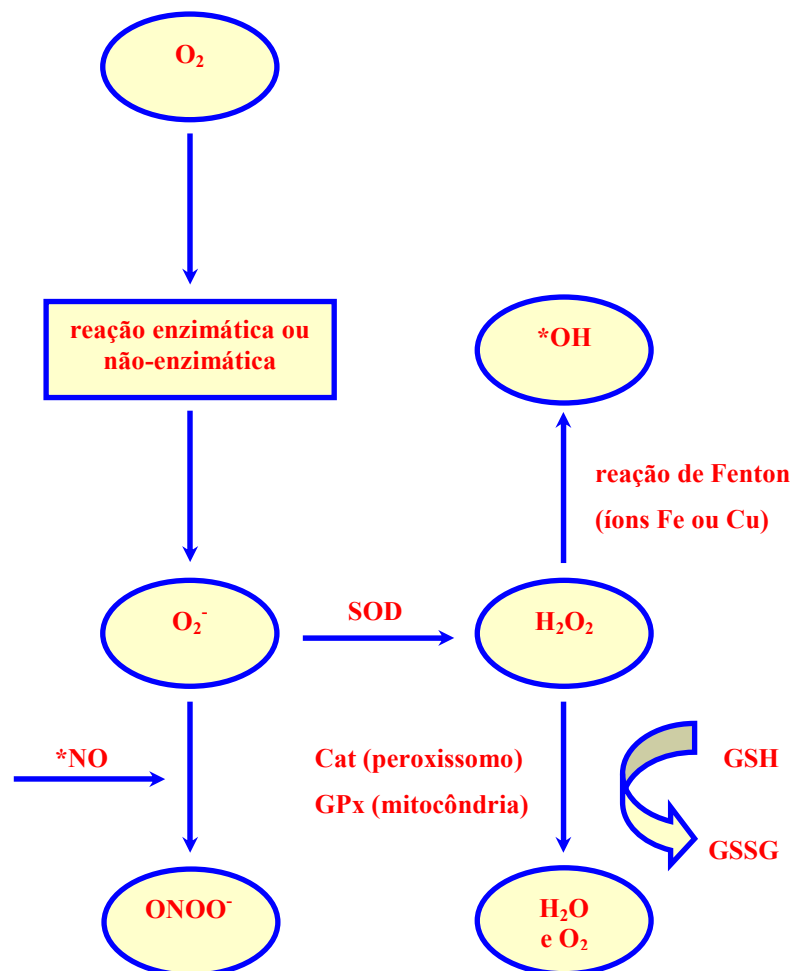 O₂
reação enzimática ou
não-enzimática
*OH
reação de Fenton
(íons Fe ou Cu)
O₂⁻
SOD
H₂O₂
*NO
Cat (peroxissomo)
GPx (mitocôndria)
GSH
GSSG
ONOO⁻
H₂O
e O₂